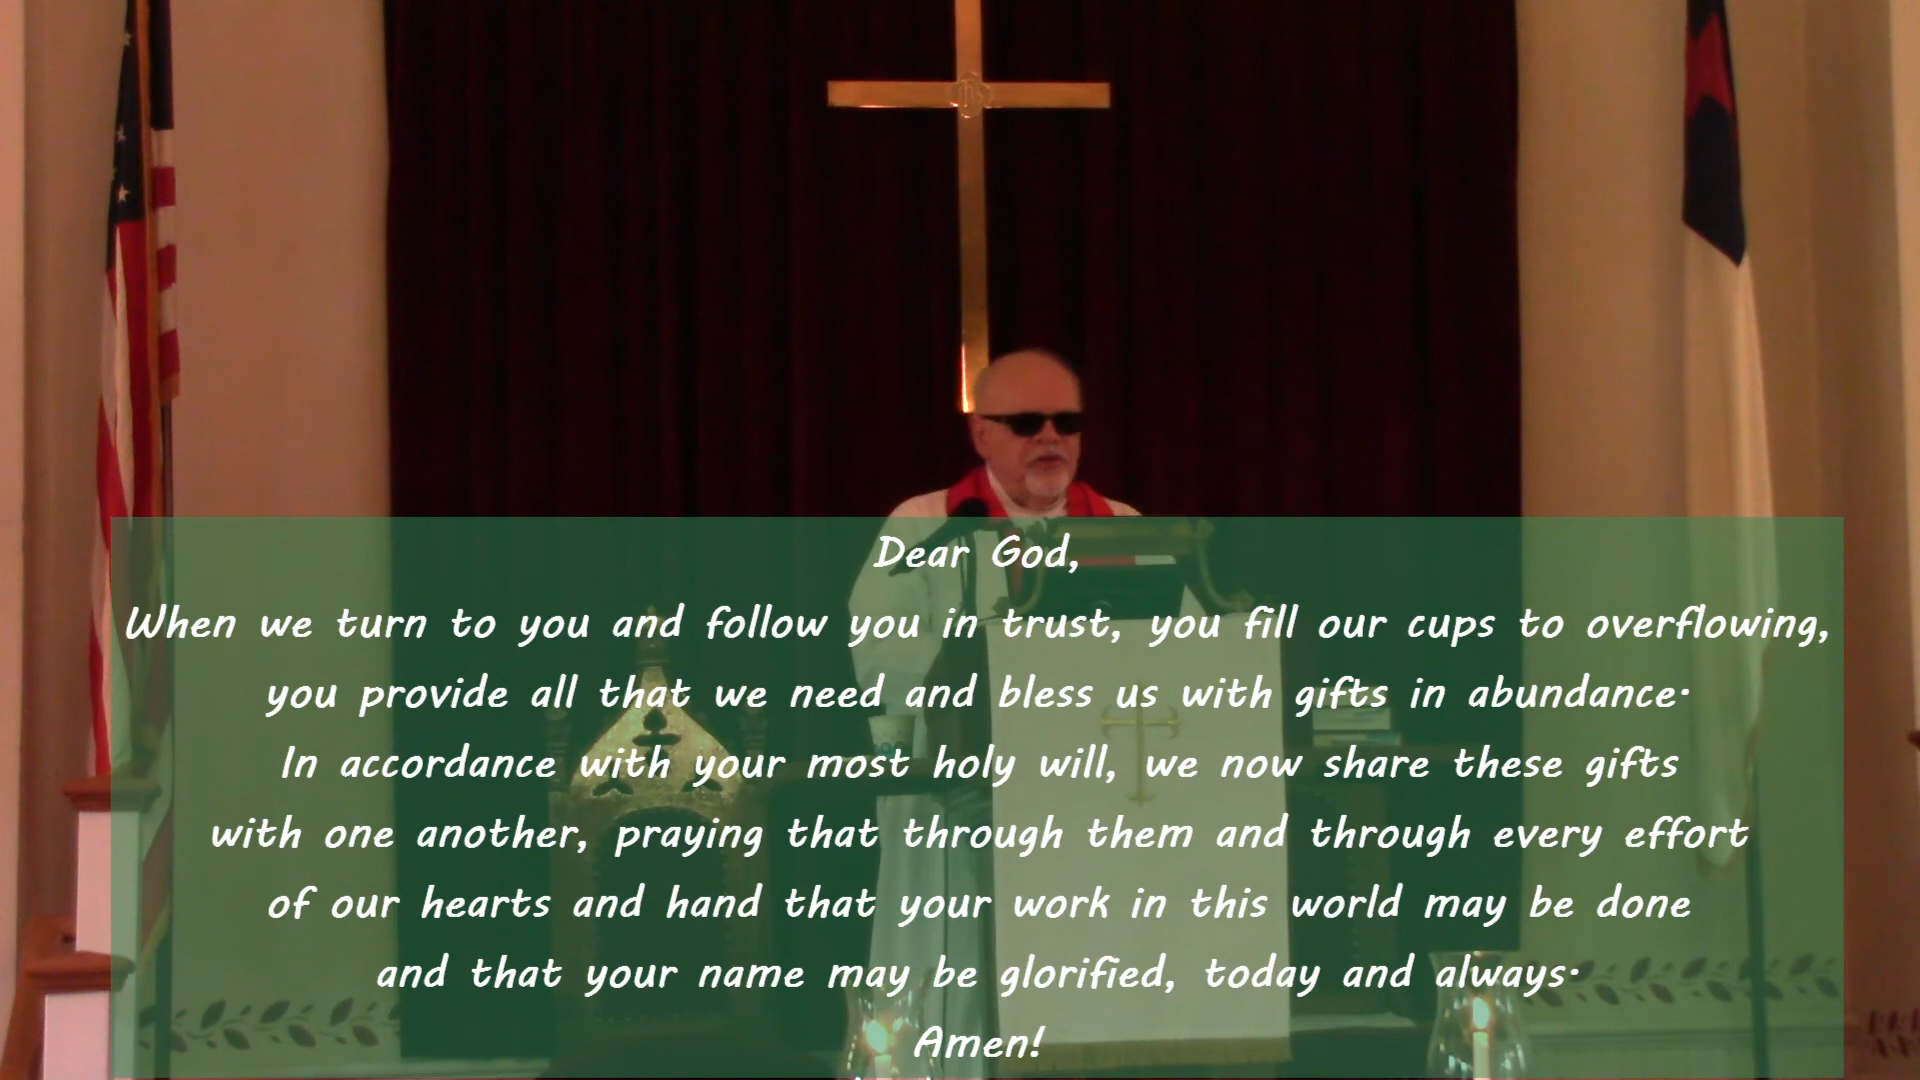 ihs
Dear God,
When we turn to you and follow you in trust, you fill our cups to overflowing,
you provide all that we need and bless us with gifts in abundance.
In accordance with your most holy will, we now share these gifts
with one another, praying that through them and through every effort
of our hearts and hand that your work in this world may be done
and that your name may be glorified, today and always.
Amen!